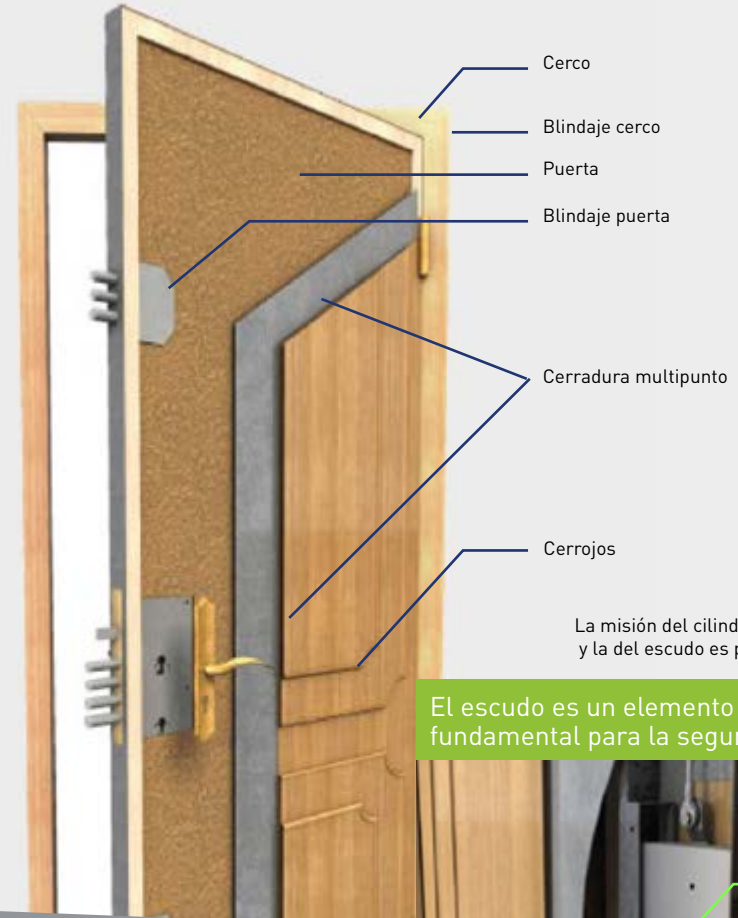 Cerco
Blindaje cerco
Puerta
Blindaje puerta
Cerradura multipunto
Cerrojos
La misión del cilind
y la del escudo es p
El escudo es un elemento
fundamental para la segur